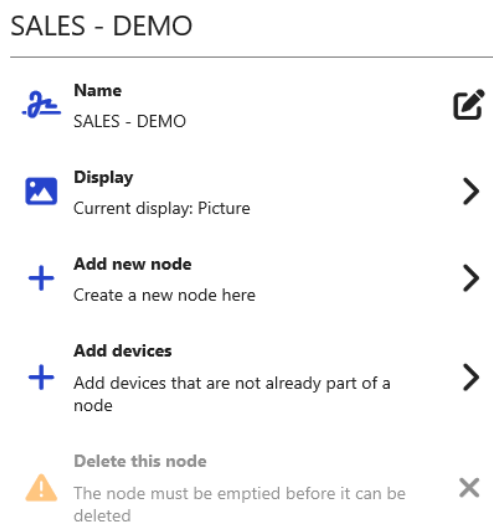 SALES - DEMO
Name
SALES - DEMO
Display
Current display: Picture
Add new node
Create a new node here
Add devices
Add devices that are not already part of a
node
Delete this node
The node must be emptied before it can be
deleted